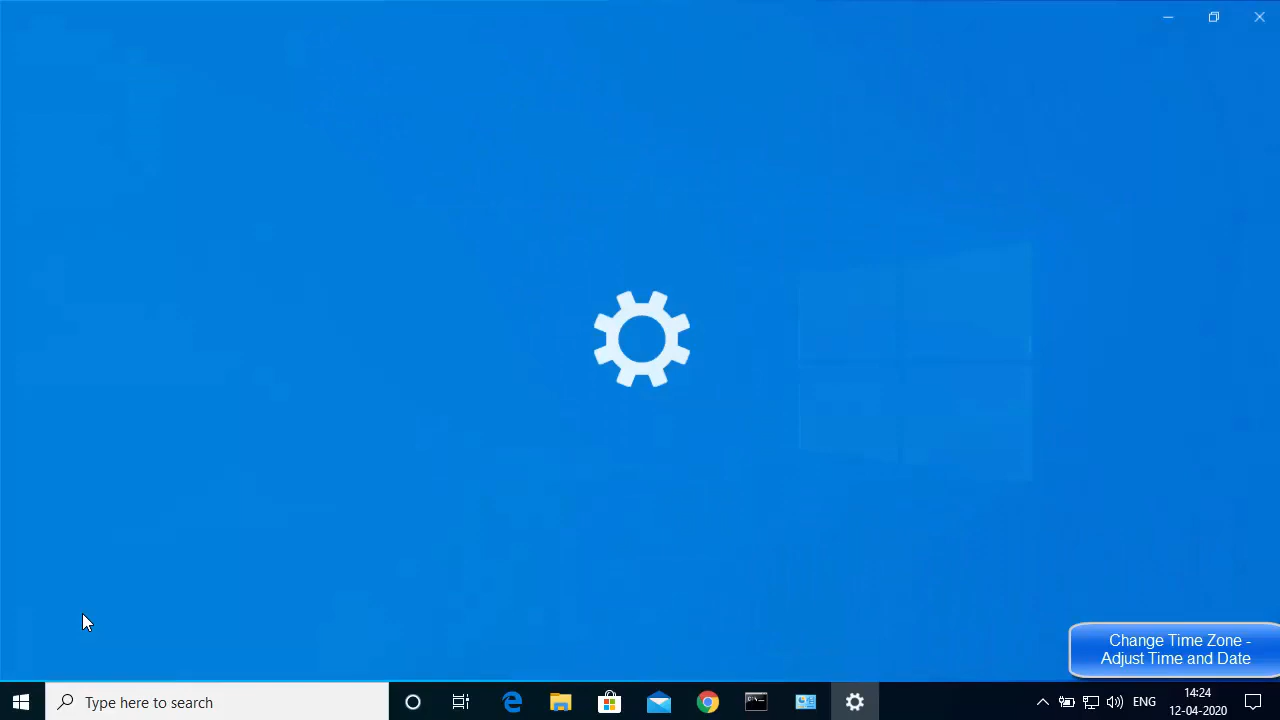 Change Time Zone -
Adjust Time and Date
Type here to search
ENG
14:24
12-04-2020